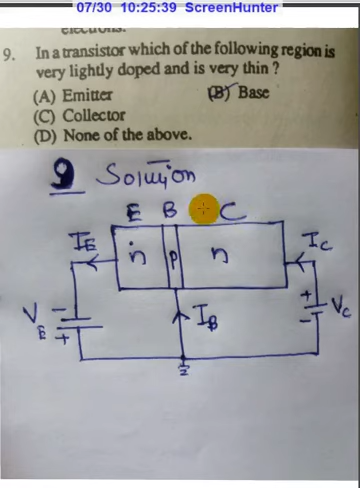 07/30 10:25:39 ScreenHunter
electrons.
9. In a transistor which of the following region is
very lightly doped and is very thin ?
(A) Emitter (B) Base
(C) Collector
(D) None of the above.
9 Solution
E B C
IE n p n IC
VE - + IB + - VC